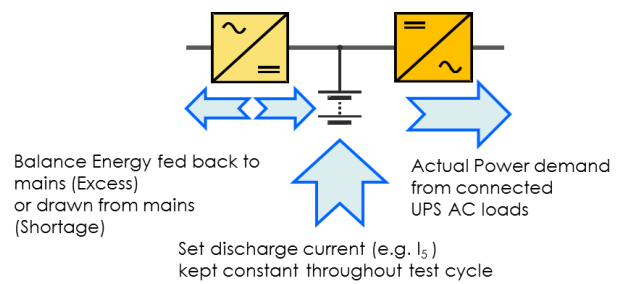 Balance Energy fed back to
mains (Excess)
or drawn from mains
(Shortage)
Actual Power demand
from connected
UPS AC loads
Set discharge current (e.g. I₅ )
kept constant throughout test cycle